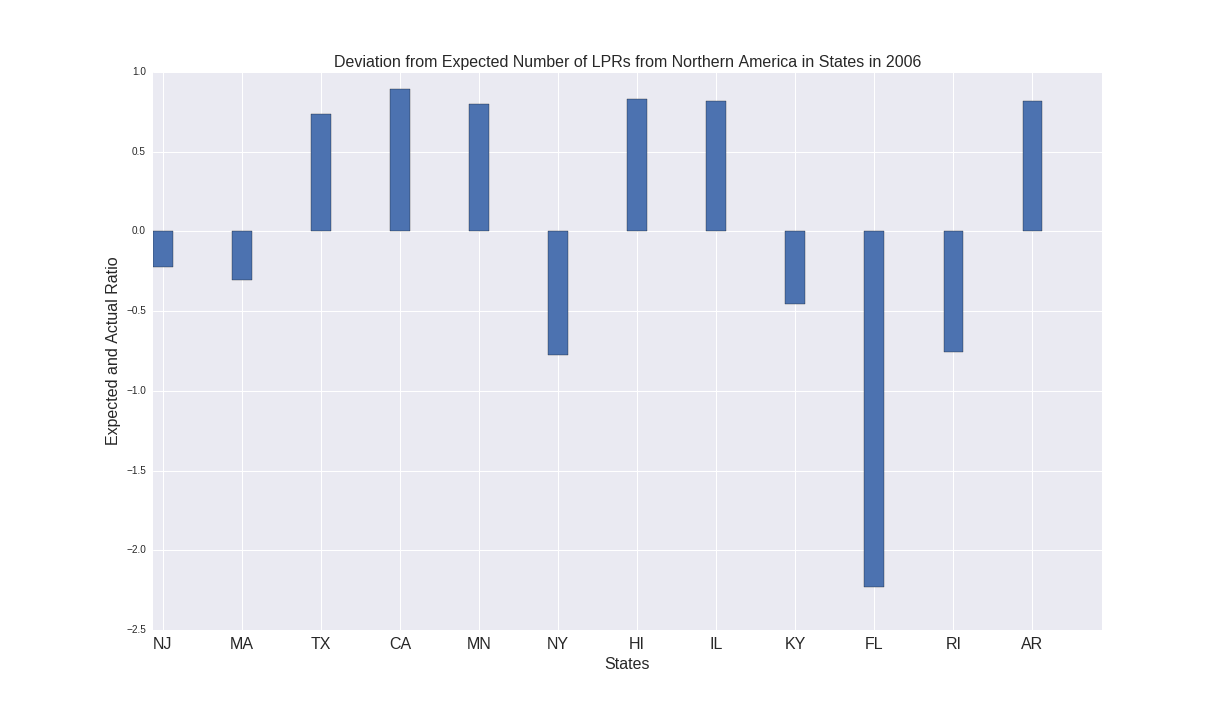 Deviation from Expected Number of LPRs from Northern America in States in 2006
1.0
0.5
0.0
−0.5
−1.0
−1.5
−2.0
−2.5
Expected and Actual Ratio
NJ MA TX CA MN NY HI IL KY FL RI AR
States